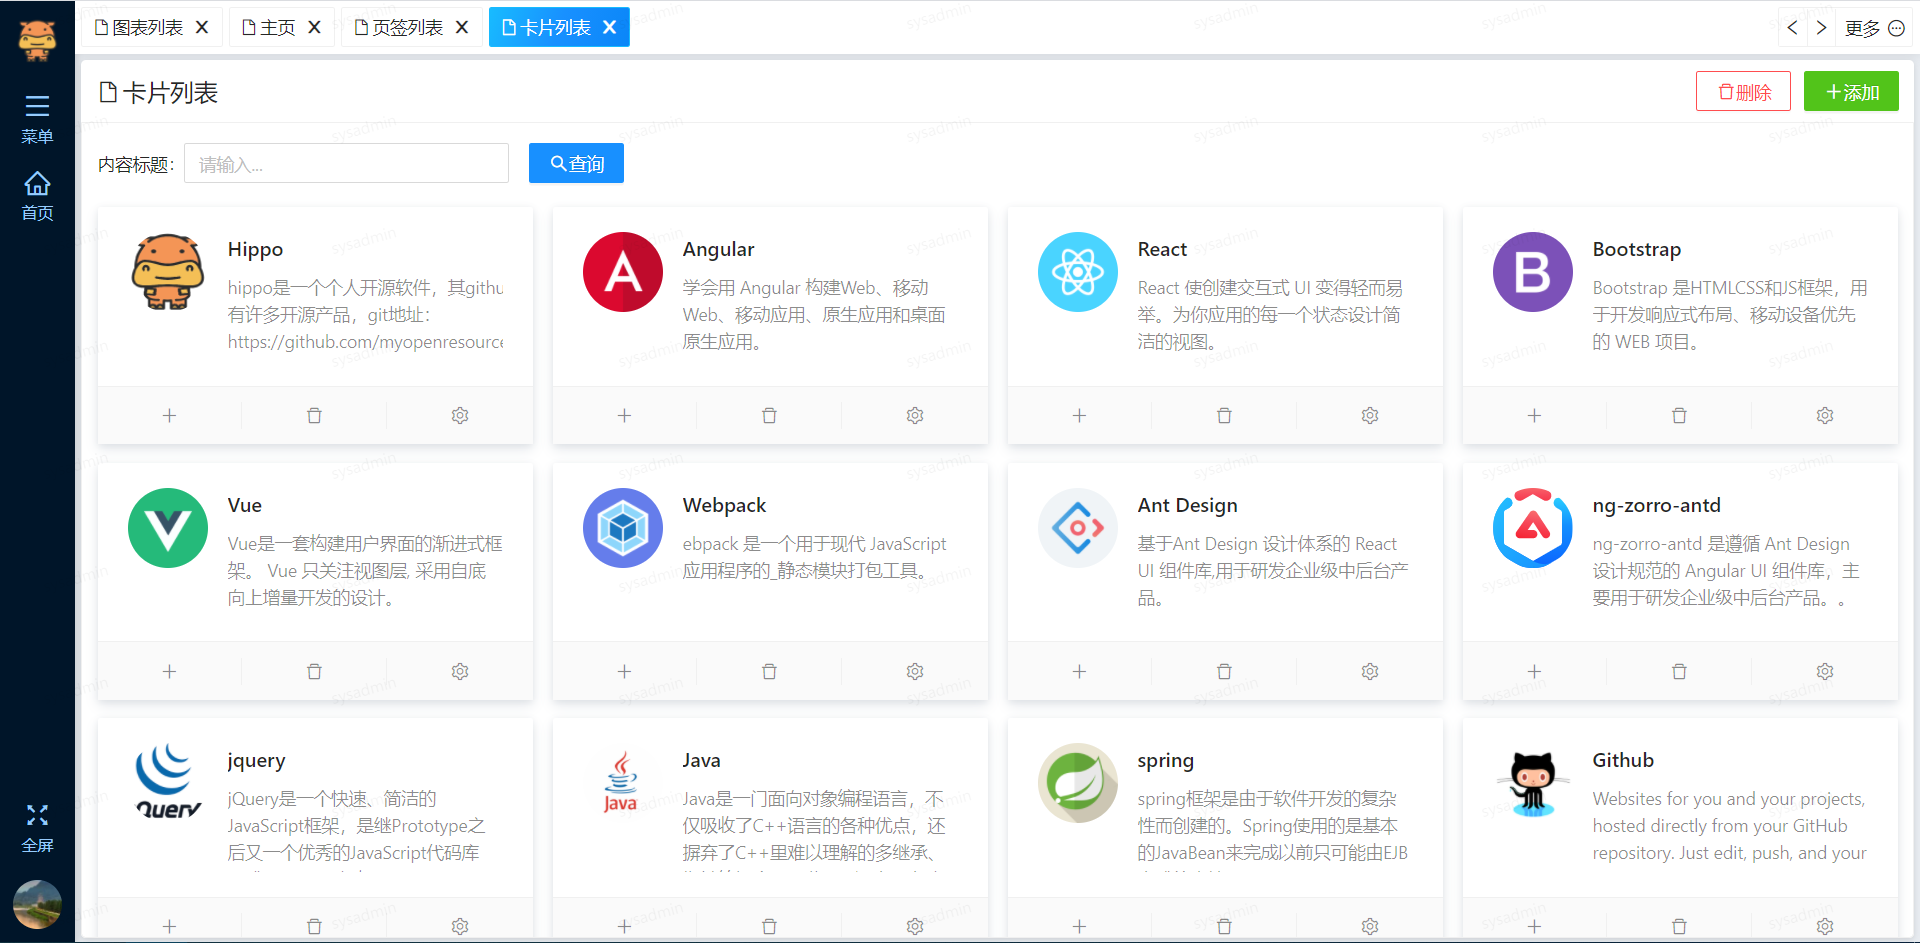 图表列表
主页
页签列表
卡片列表
更多
卡片列表
删除
添加
菜单
首页
全屏
内容标题:
请输入...
查询
Hippo
hippo是一个个人开源软件，其githu
有许多开源产品，git地址：
https://github.com/myopenresource
Angular
学会用 Angular 构建Web、移动
Web、移动应用、原生应用和桌面
原生应用。
React
React 使创建交互式 UI 变得轻而易
举。为你应用的每一个状态设计简
洁的视图。
Bootstrap
Bootstrap 是HTMLCSS和JS框架，用
于开发响应式布局、移动设备优先
的 WEB 项目。
Vue
Vue是一套构建用户界面的渐进式框
架。 Vue 只关注视图层, 采用自底
向上增量开发的设计。
Webpack
ebpack 是一个用于现代 JavaScript
应用程序的_静态模块打包工具。
Ant Design
基于Ant Design 设计体系的 React
UI 组件库,用于研发企业级中后台产
品。
ng-zorro-antd
ng-zorro-antd 是遵循 Ant Design
设计规范的 Angular UI 组件库，主
要用于研发企业级中后台产品。。
jQuery
jquery
jQuery是一个快速、简洁的
JavaScript框架，是继Prototype之
后又一个优秀的JavaScript代码库
Java
Java
Java是一门面向对象编程语言，不
仅吸收了C++语言的各种优点，还
摒弃了C++里难以理解的多继承、
spring
spring框架是由于软件开发的复杂
性而创建的。Spring使用的是基本
的JavaBean来完成以前只可能由EJB
Github
Websites for you and your projects,
hosted directly from your GitHub
repository. Just edit, push, and your
sysadmin